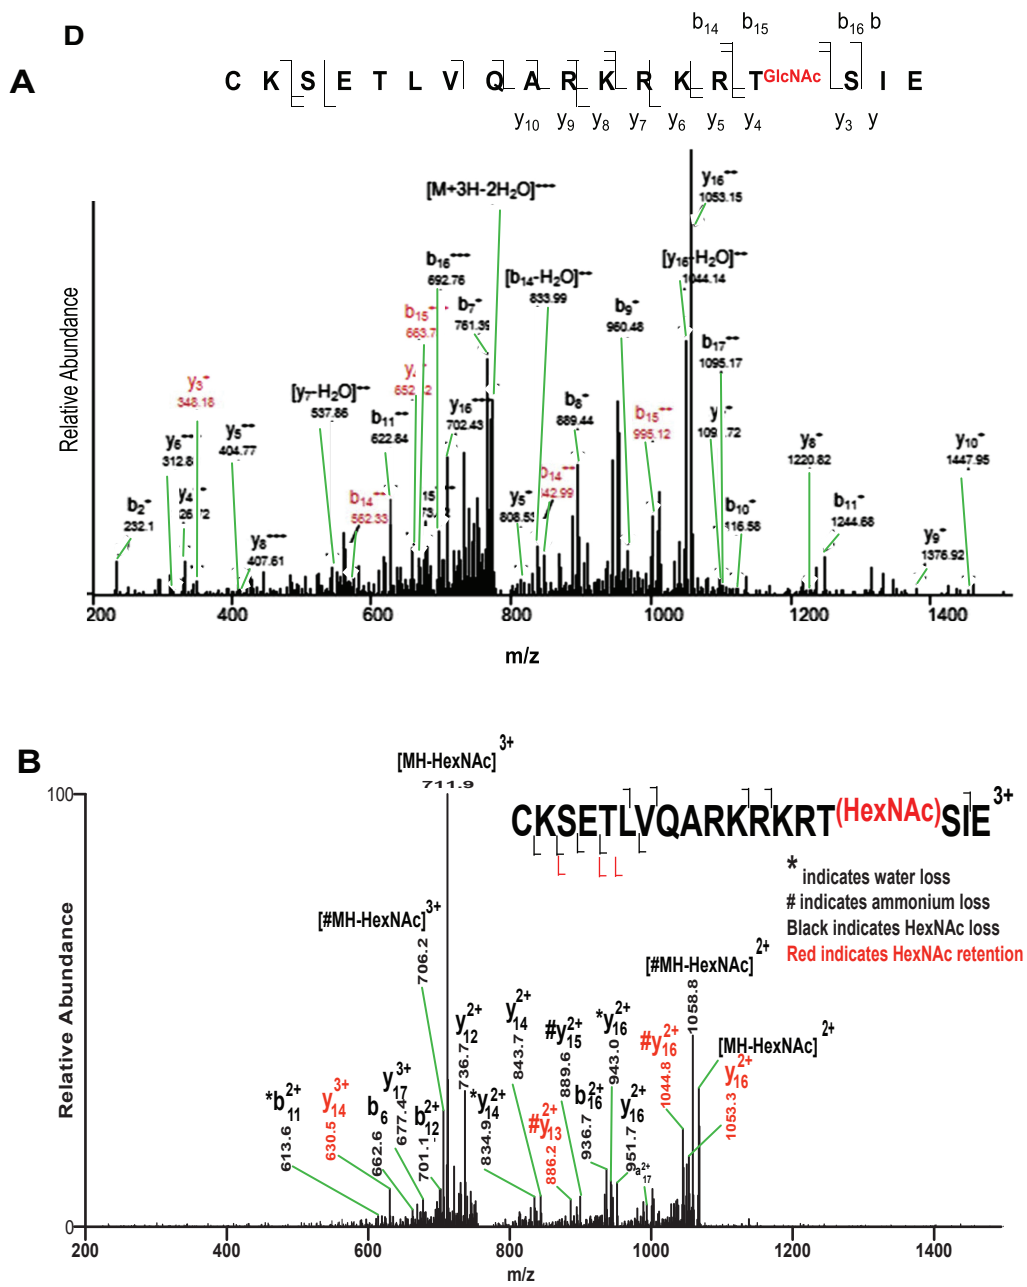 D
b14 b15 b16 b
A
C K S E T L V Q A R K R K R T GlcNAc S I E
y10 y9 y8 y7 y6 y5 y4 y3 y
Relative Abundance
[M+3H-2H2O]+++
y16++
1053.15
b16+++
692.76
[b14-H2O]++
833.99
[y16-H2O]++
1044.14
b15
663.7
b7+
761.39
b9+
960.48
b17++
1095.17
y3+
348.18
[y7-H2O]++
537.86
y16+++
702.43
b8+
889.44
b15++
995.12
y6++
312.8
y5++
404.77
b11++
622.84
y8+
1220.82
y10+
1447.95
b2+
232.1
y4
y8+++
407.61
b14+++
562.33
y5+
808.53
b14++
b10+
b11+
1244.68
y9+
1376.92
200 400 600 800 1000 1200 1400
m/z
B
[MH-HexNAc]3+
711.9
100
CKSETLVQARKRKRT(HexNAc)SIE3+
* indicates water loss
# indicates ammonium loss
Black indicates HexNAc loss
Red indicates HexNAc retention
Relative Abundance
[#MH-HexNAc]3+
706.2
[#MH-HexNAc]2+
1058.8
[MH-HexNAc]2+
*b11 2+
613.6
y14 3+
630.5
b6
662.6
y17 3+
677.4
b12 2+
701.1
y12 2+
736.7
*y14 2+
834.9
y14 2+
843.7
#y13 2+
886.2
#y15 2+
889.6
b16 2+
936.7
*y16 2+
943.0
y16 2+
951.7
a17 2+
#y16 2+
1044.8
y16 2+
1053.3
0
200 400 600 800 1000 1200 1400
m/z